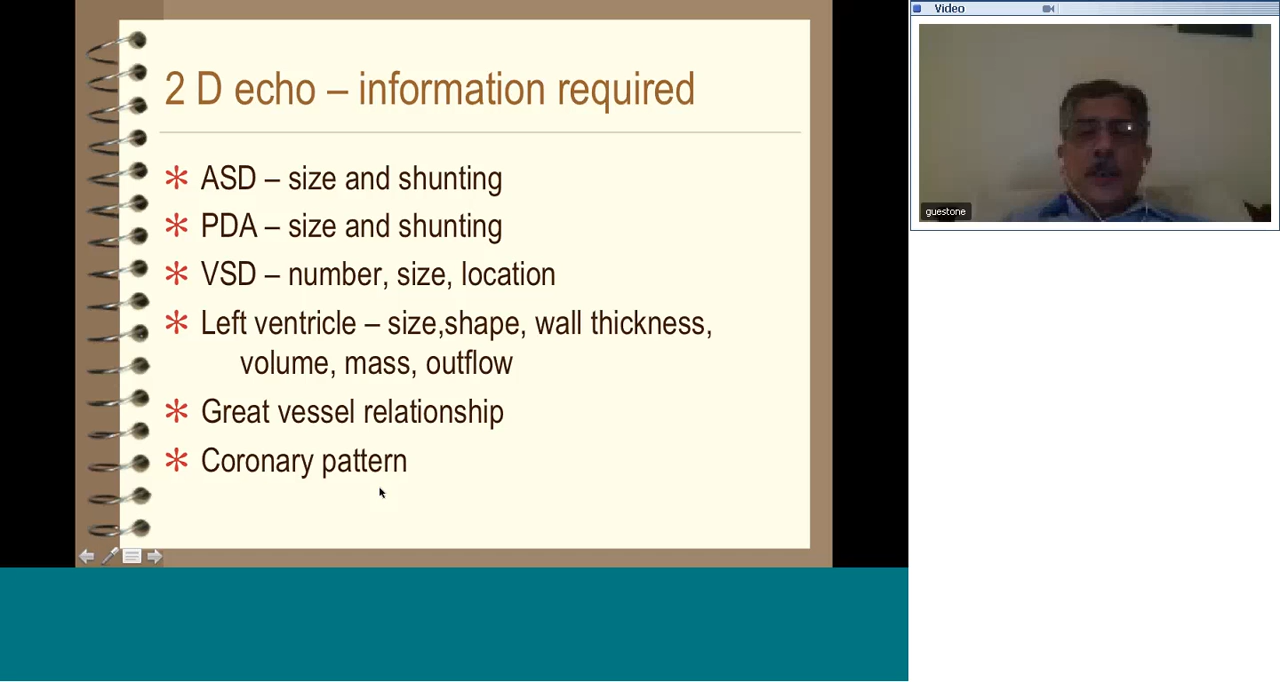 2 D echo – information required
ASD – size and shunting
PDA – size and shunting
VSD – number, size, location
Left ventricle – size,shape, wall thickness,
volume, mass, outflow
Great vessel relationship
Coronary pattern
Video
guestone